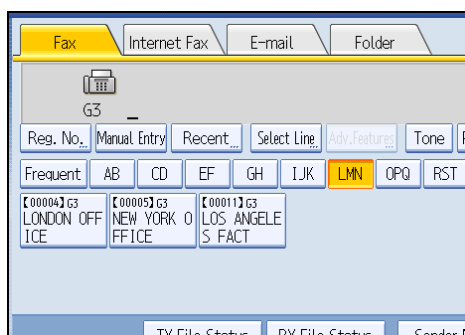 Fax Internet Fax E-mail Folder
G3 _
Reg. No. Manual Entry Recent Select Line Adv.Features Tone
Frequent AB CD EF GH IJK LMN OPQ RST
【00004】G3 【00005】G3 【00011】G3
LONDON OFF NEW YORK O LOS ANGELE
ICE FFICE S FACT
TX File Status RX File Status Sender